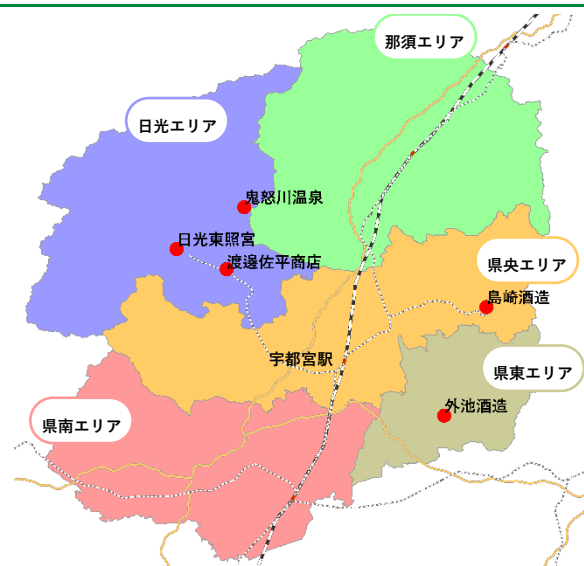 那須エリア
日光エリア
鬼怒川温泉
日光東照宮
渡邊佐平商店
県央エリア
島崎酒造
宇都宮駅
県東エリア
外池酒造
県南エリア